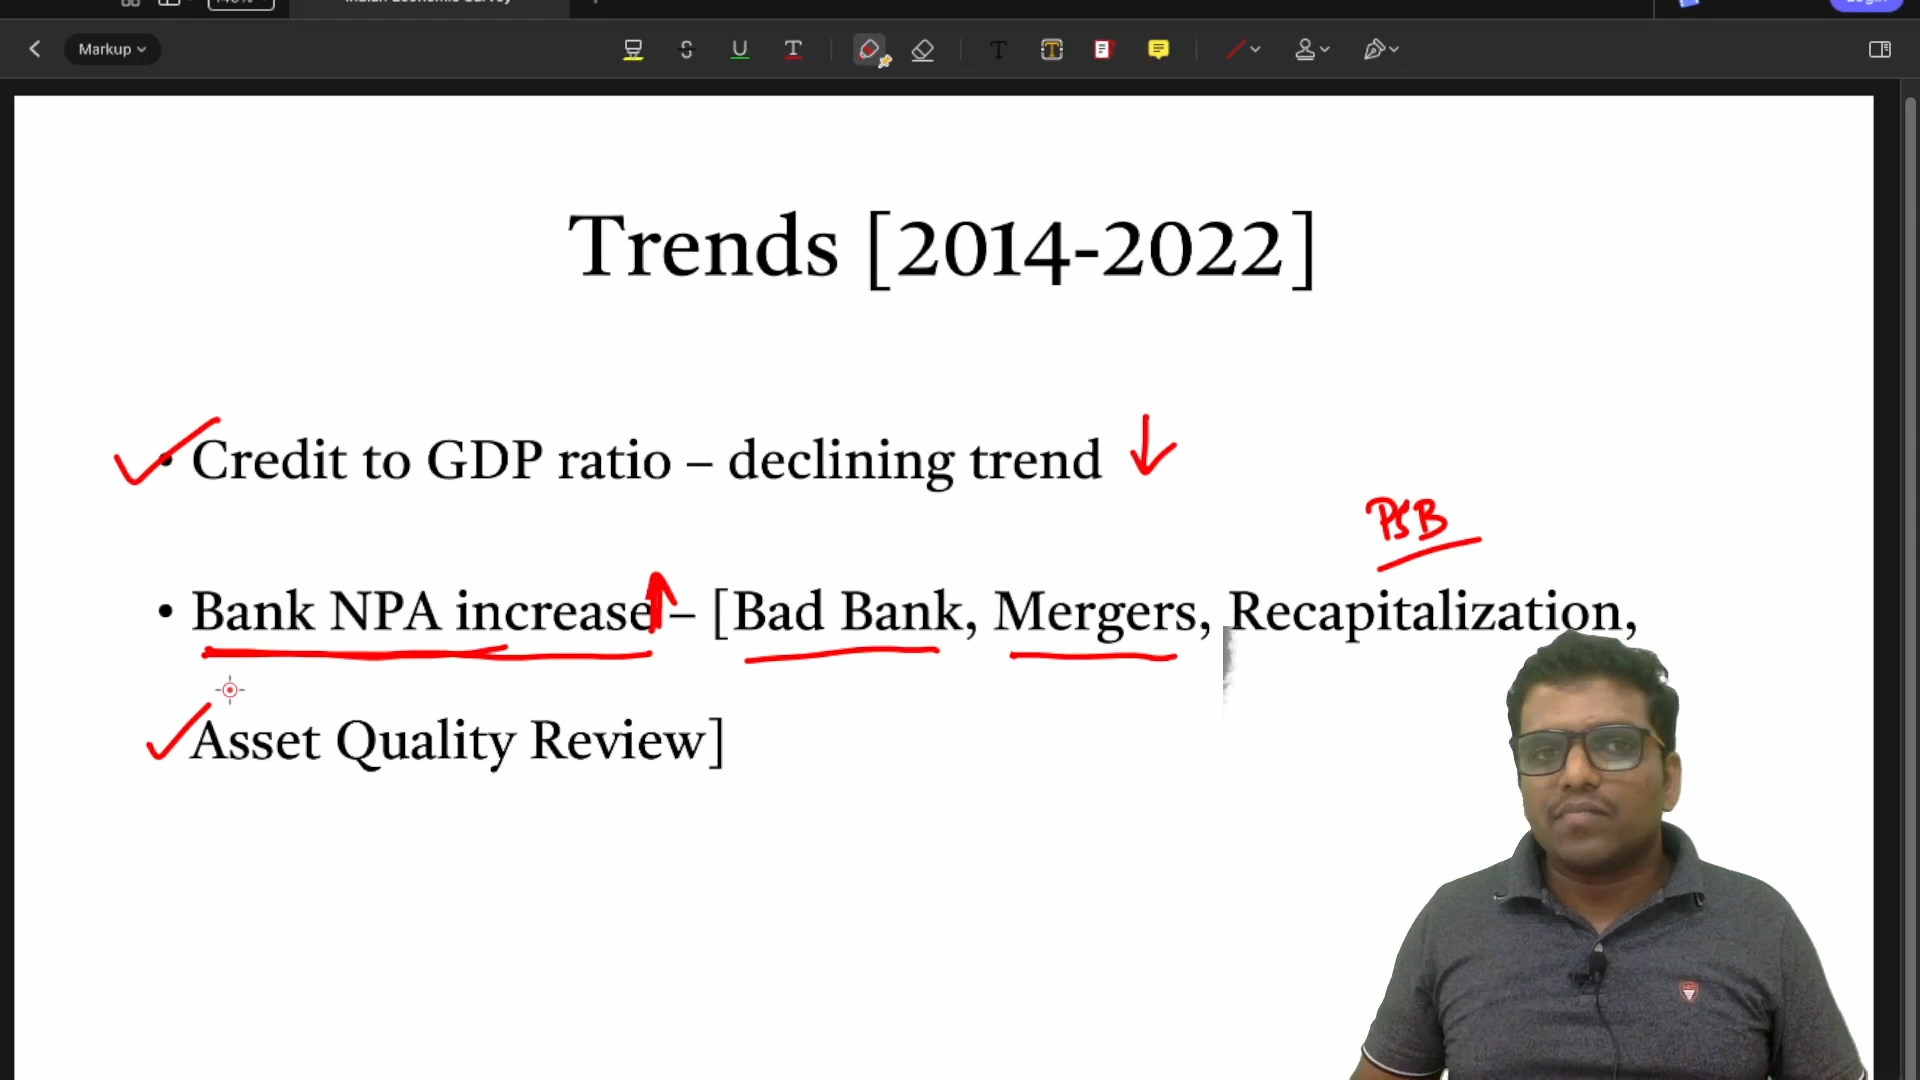 Markup
Trends [2014-2022]
• Credit to GDP ratio – declining trend
PSB
• Bank NPA increase – [Bad Bank, Mergers, Recapitalization,
Asset Quality Review]